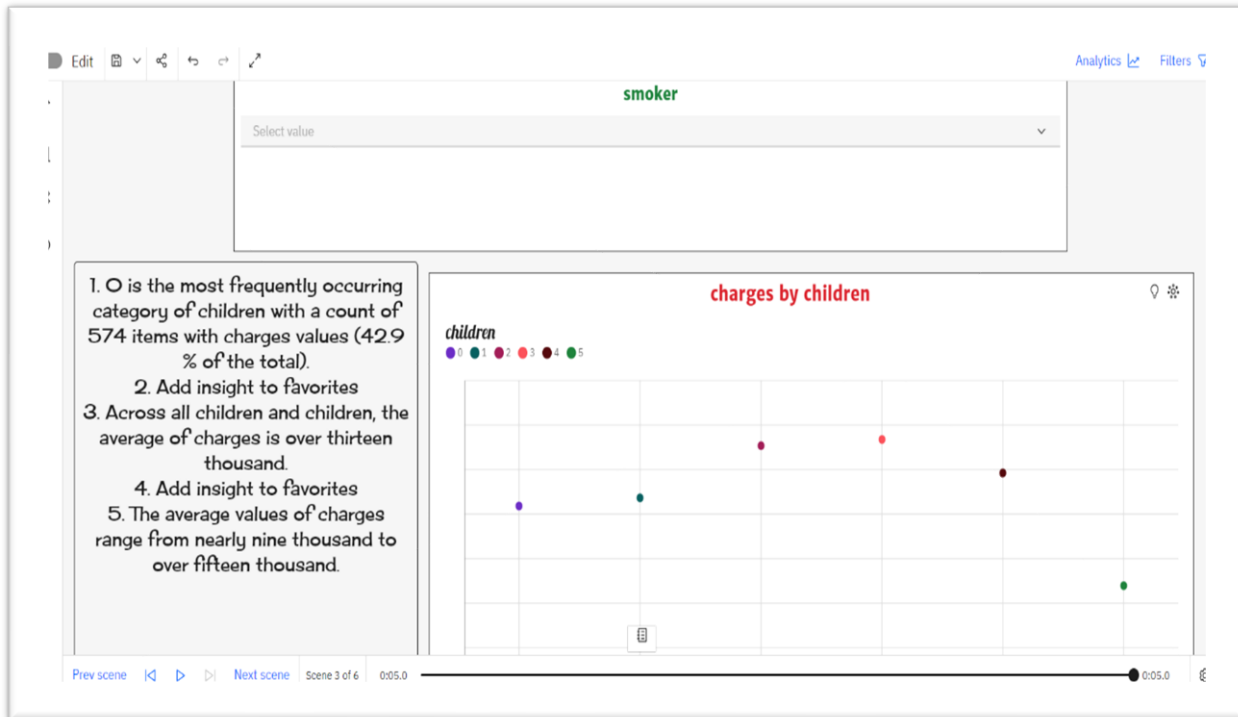 Edit
Analytics
Filters
smoker
Select value
1. 0 is the most frequently occurring
category of children with a count of
574 items with charges values (42.9
% of the total).
2. Add insight to favorites
3. Across all children and children, the
average of charges is over thirteen
thousand.
4. Add insight to favorites
5. The average values of charges
range from nearly nine thousand to
over fifteen thousand.
charges by children
children
0 1 2 3 4 5
Prev scene
Next scene
Scene 3 of 6
0:05.0
0:05.0